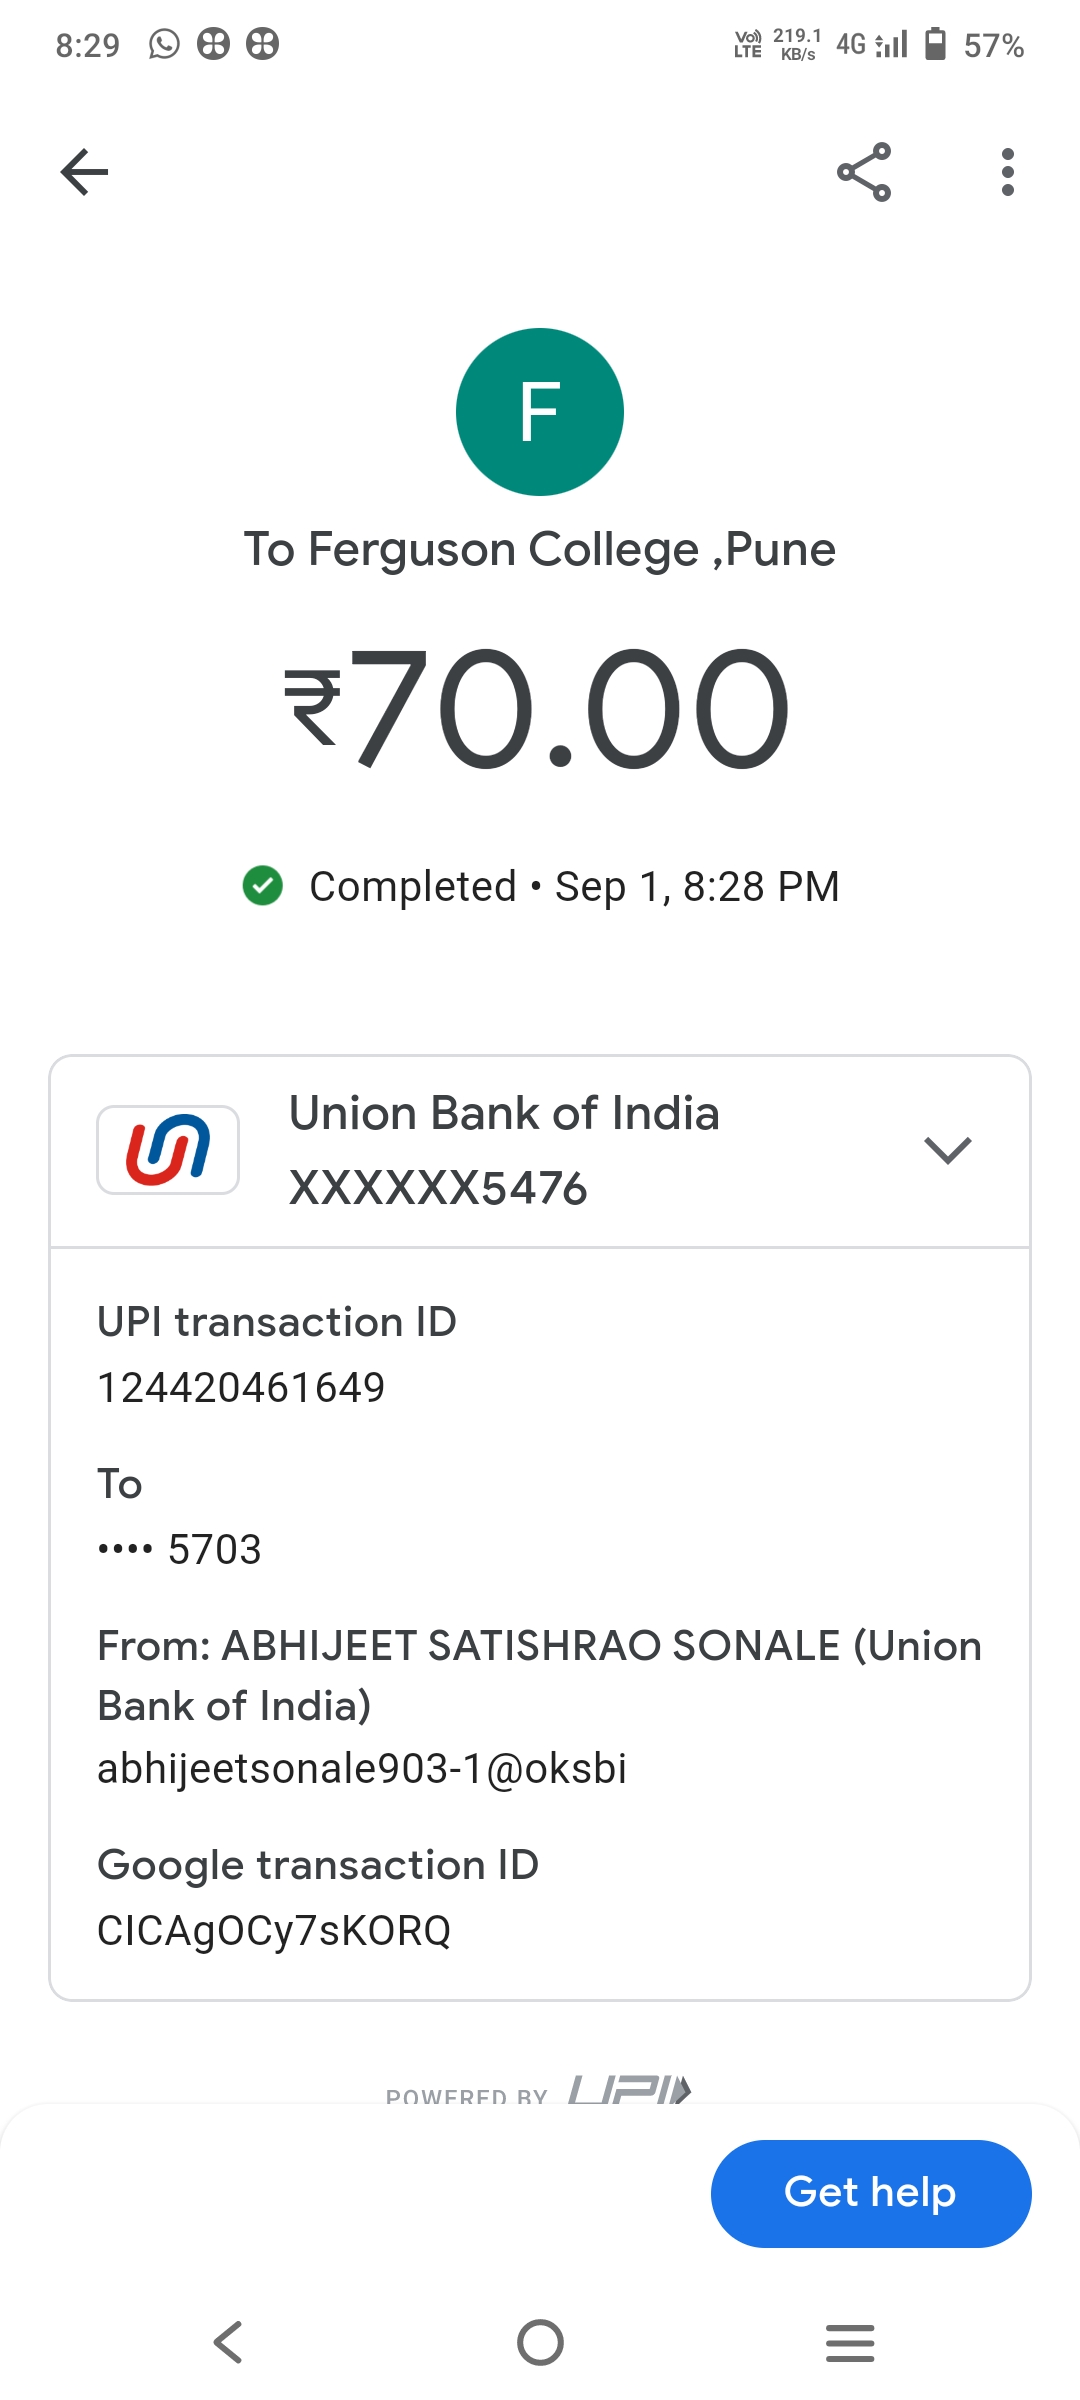 8:29
Vo)) LTE 219.1 KB/s 4G 57%
F
To Ferguson College ,Pune
₹70.00
Completed • Sep 1, 8:28 PM
Union Bank of India
XXXXXX5476
UPI transaction ID
124420461649
To
•••• 5703
From: ABHIJEET SATISHRAO SONALE (Union
Bank of India)
abhijeetsonale903-1@oksbi
Google transaction ID
CICAgOCy7sKORQ
POWERED BY UPI
Get help